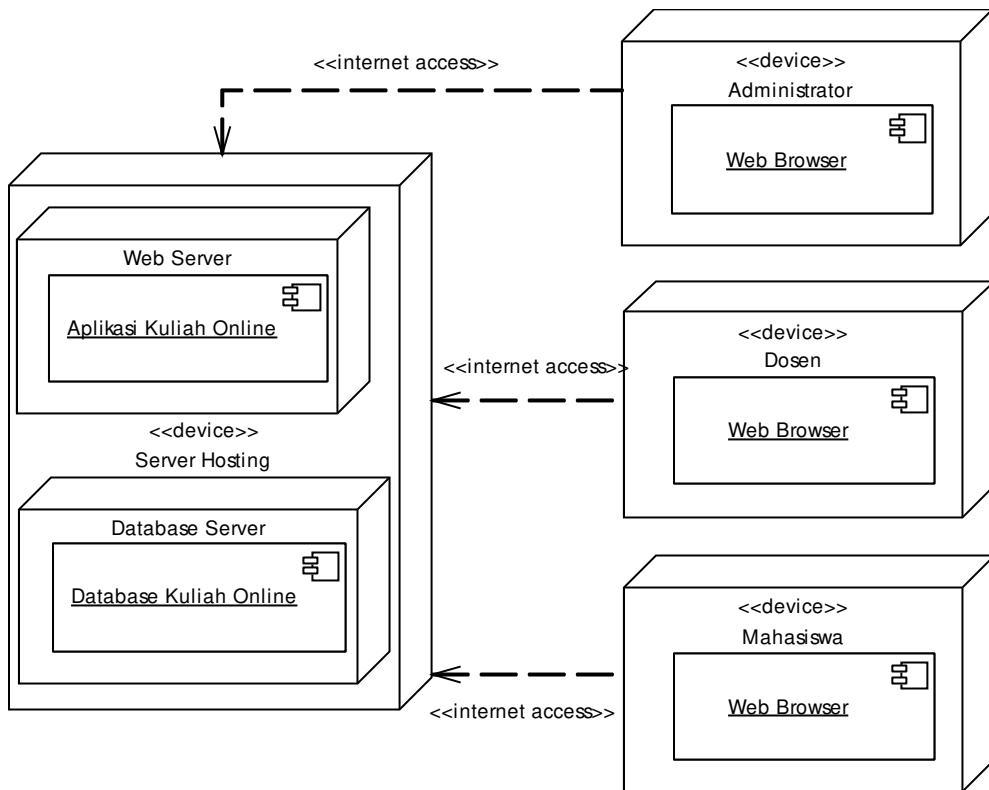 <<internet access>>
<<device>>
Administrator
Web Browser
Web Server
Aplikasi Kuliah Online
<<device>>
Server Hosting
Database Server
Database Kuliah Online
<<internet access>>
<<device>>
Dosen
Web Browser
<<internet access>>
<<device>>
Mahasiswa
Web Browser